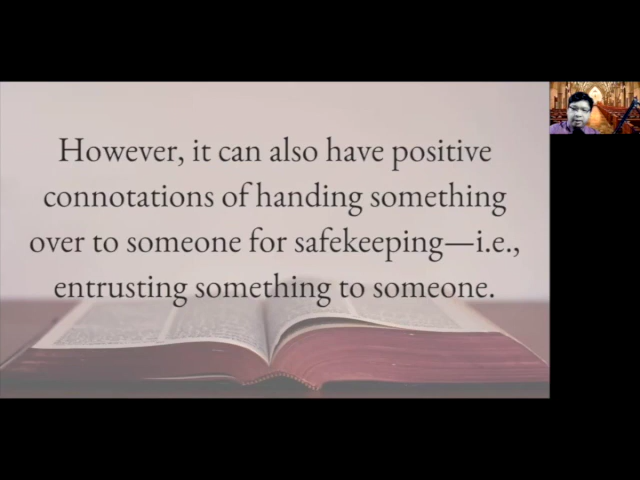 However, it can also have positive
connotations of handing something
over to someone for safekeeping—i.e.,
entrusting something to someone.